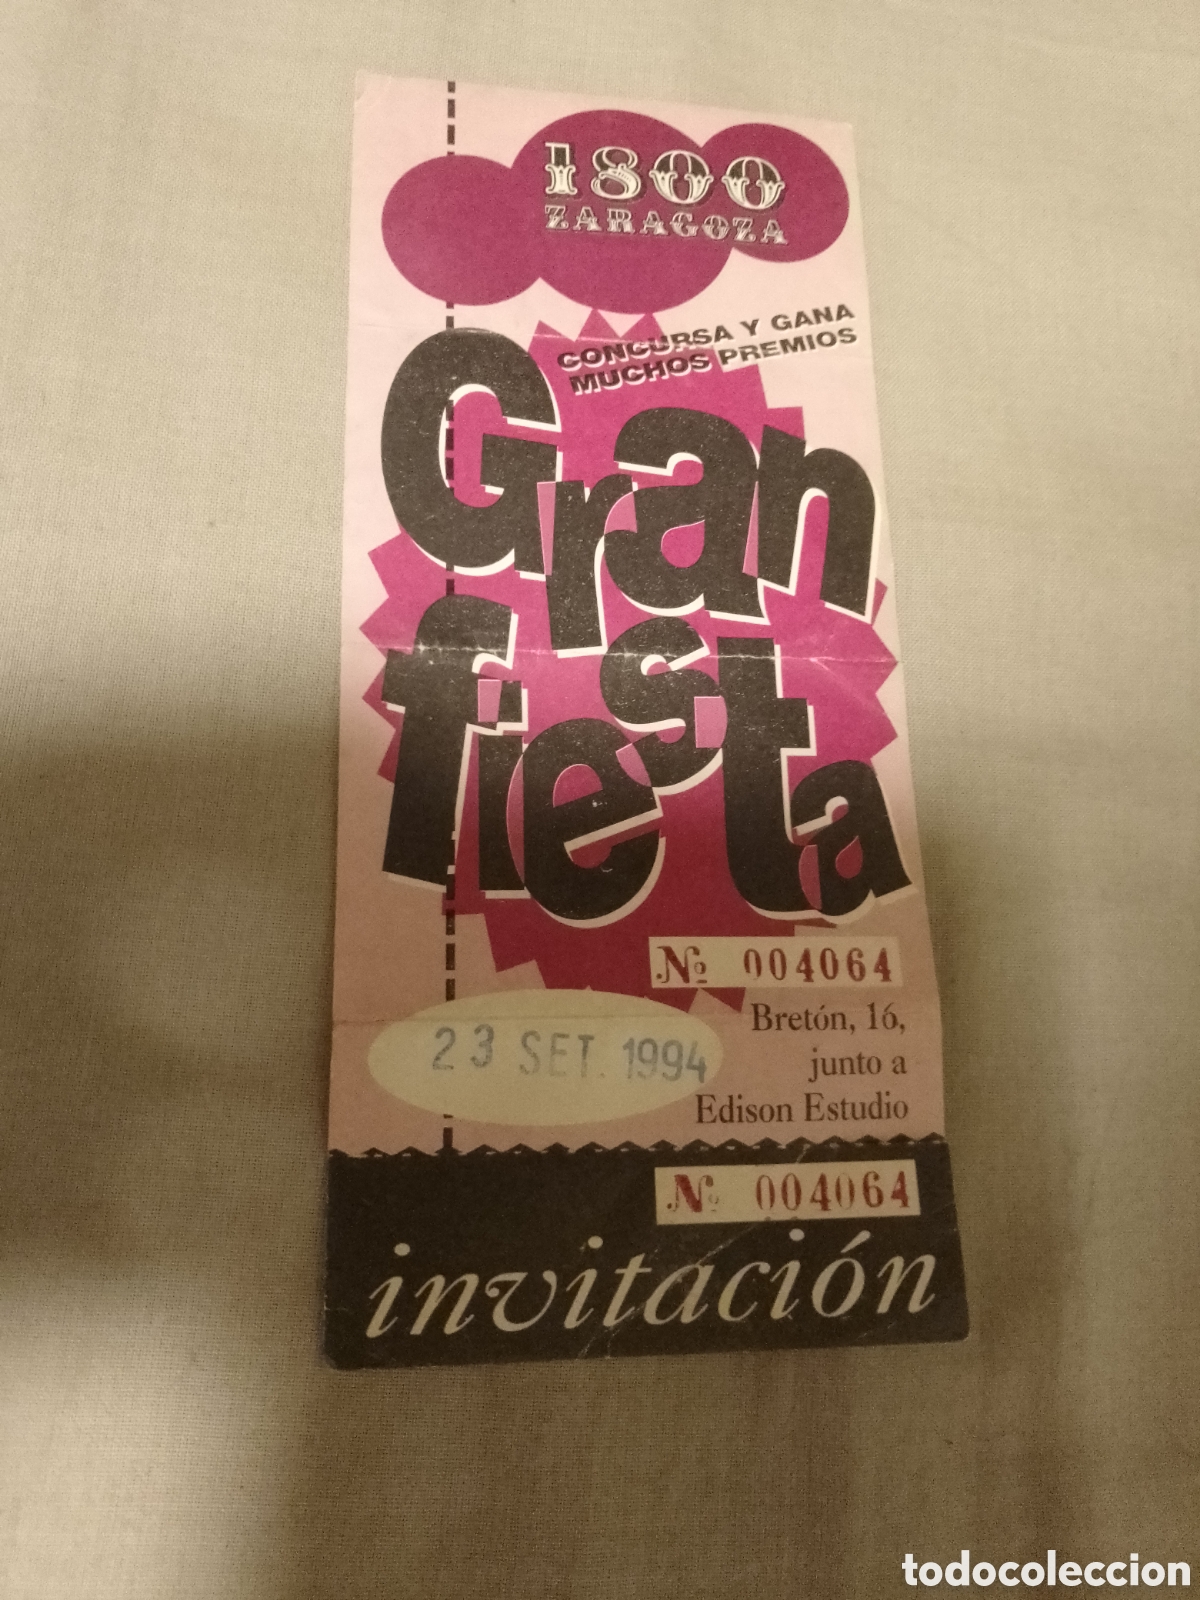 1800
ZARAGOZA
CONCURSA Y GANA
MUCHOS PREMIOS
Gran
fiesta
Nº 004064
Bretón, 16,
junto a
Edison Estudio
23 SET. 1994
Nº 004064
invitación
todocoleccion